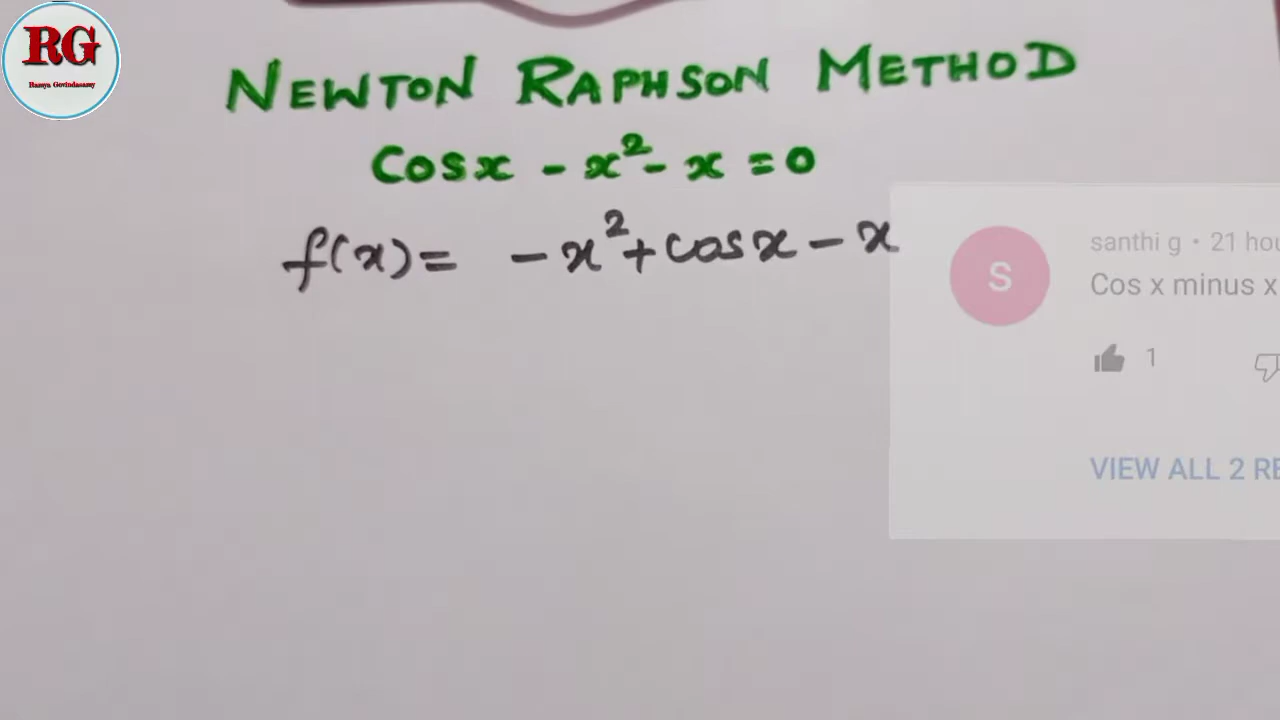 RG
Ramya Govindasamy
NEWTON RAPHSON METHOD
Cosx - x² - x = 0
f(x) = - x² + cosx - x
santhi g • 21 hou
S
Cos x minus x
1
VIEW ALL 2 RE